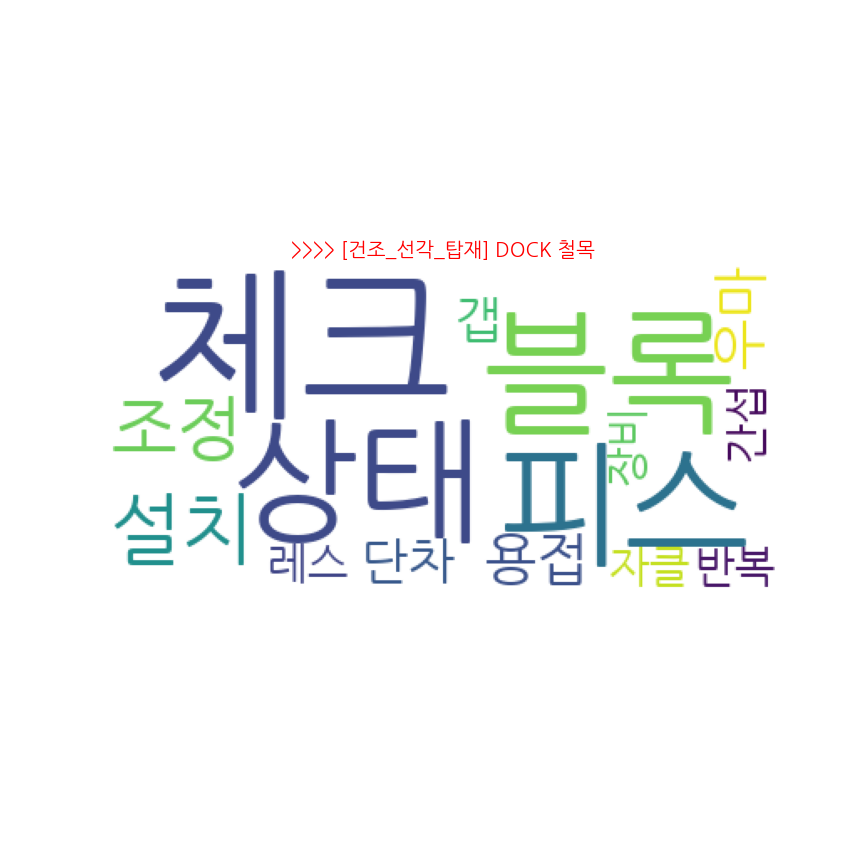 >>>> [건조_선각_탑재] DOCK 철목
체크
갭
블록
우마
조정
상태
장비
간섭
피스
설치
레스
단차
용접
자클
반복